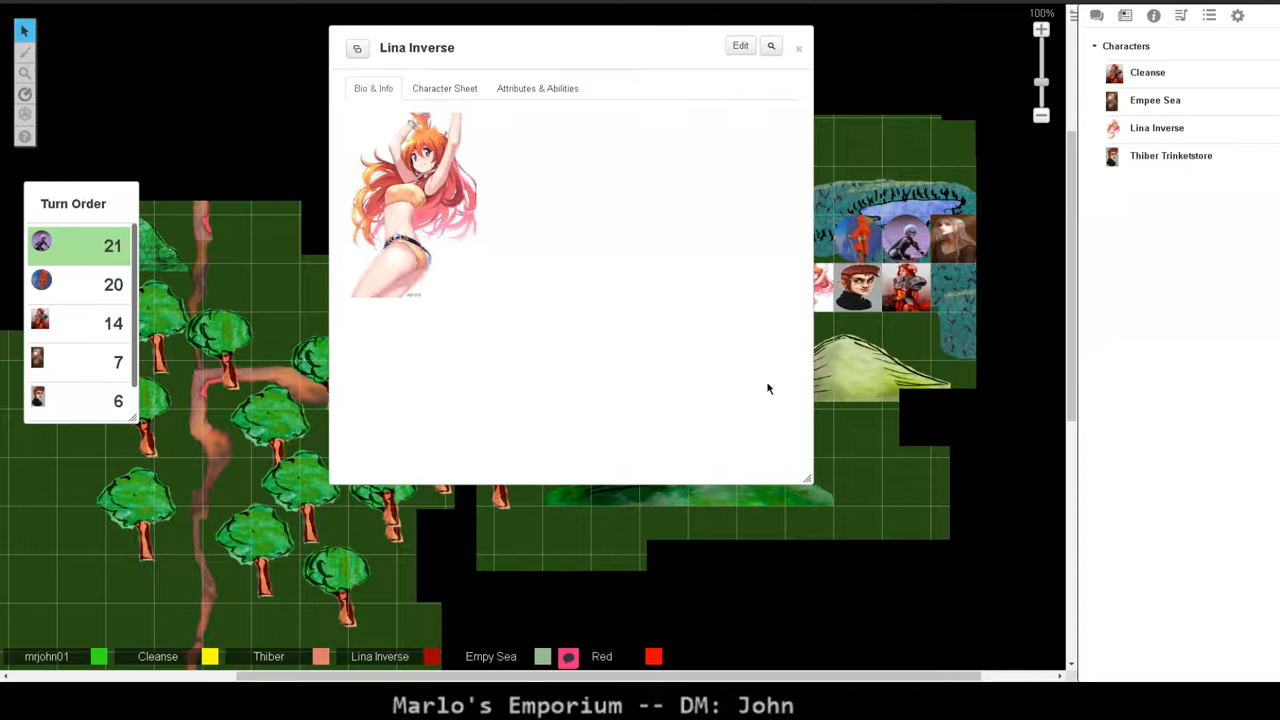 Lina Inverse
Edit
Bio & Info
Character Sheet
Attributes & Abilities
100%
Characters
Cleanse
Empee Sea
Lina Inverse
Thiber Trinketstore
Turn Order
21
20
14
7
6
mrjohn01
Cleanse
Thiber
Lina Inverse
Empy Sea
Red
Marlo's Emporium -- DM: John